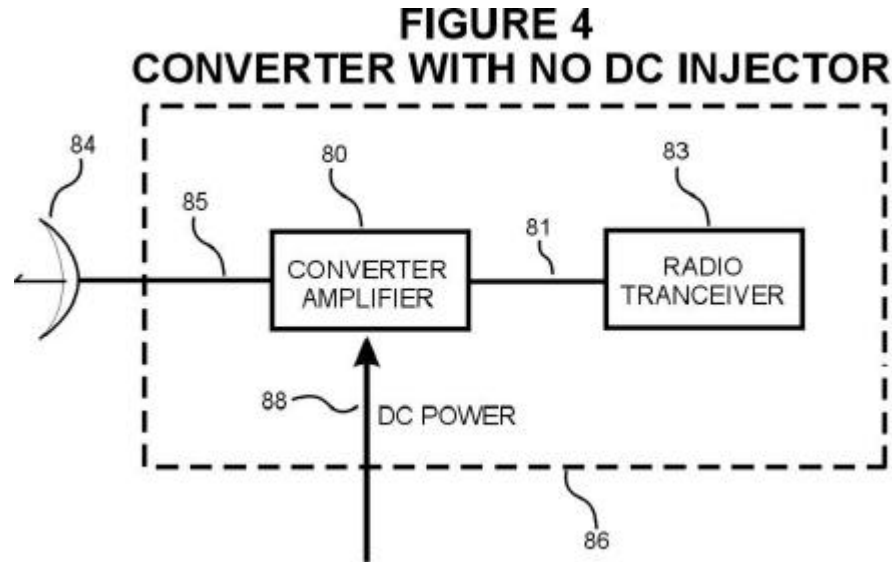 FIGURE 4
CONVERTER WITH NO DC INJECTOR
84
80
83
85
81
CONVERTER
AMPLIFIER
RADIO
TRANCEIVER
88
DC POWER
86